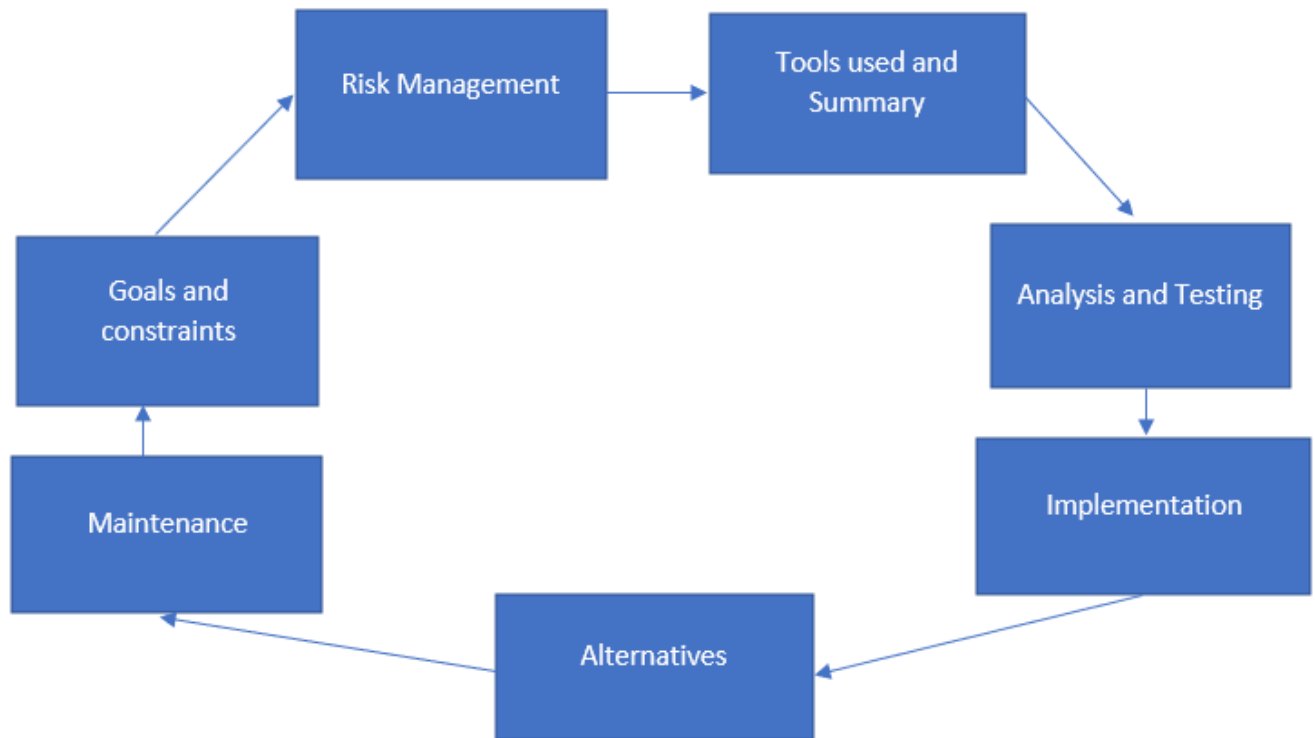 Risk Management
Tools used and
Summary
Goals and
constraints
Analysis and Testing
Maintenance
Implementation
Alternatives